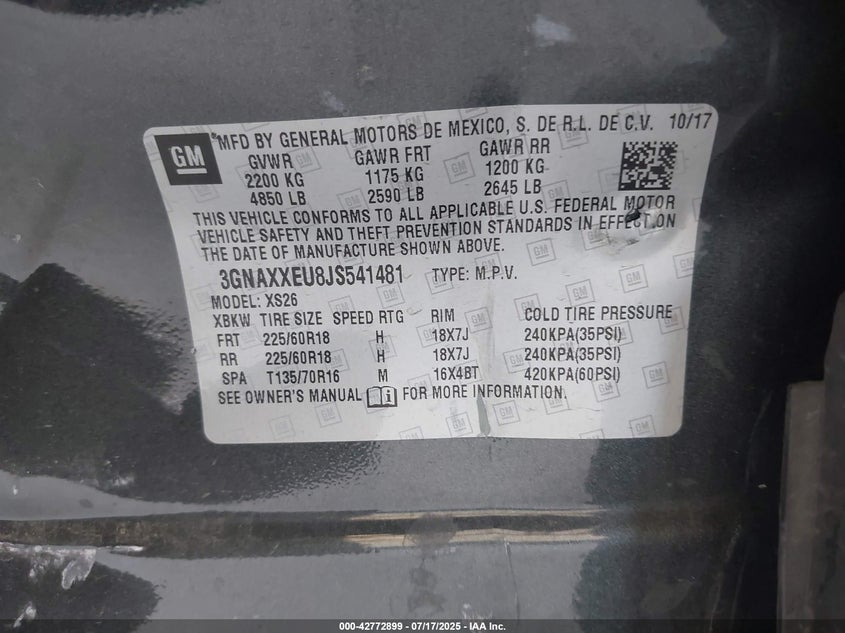 GM *MFD BY GENERAL MOTORS DE MEXICO, S. DE R.L. DE C.V. 10/17
GVWR GAWR FRT GAWR RR
2200 KG 1175 KG 1200 KG
4850 LB 2590 LB 2645 LB
THIS VEHICLE CONFORMS TO ALL APPLICABLE U.S. FEDERAL MOTOR
VEHICLE SAFETY AND THEFT PREVENTION STANDARDS IN EFFECTION
THE DATE OF MANUFACTURE SHOWN ABOVE.
3GNAXXEU8JS541481 TYPE: M.P.V.
MODEL: XS26
XBKW TIRE SIZE SPEED RTG RIM COLD TIRE PRESSURE
FRT 225/60R18 H 18X7J 240KPA(35PSI)
RR 225/60R18 H 18X7J 240KPA(35PSI)
SPA T135/70R16 M 16X4BT 420KPA(60PSI)
SEE OWNER'S MANUAL FOR MORE INFORMATION.
000-42772899 - 07/17/2025 - IAA Inc.